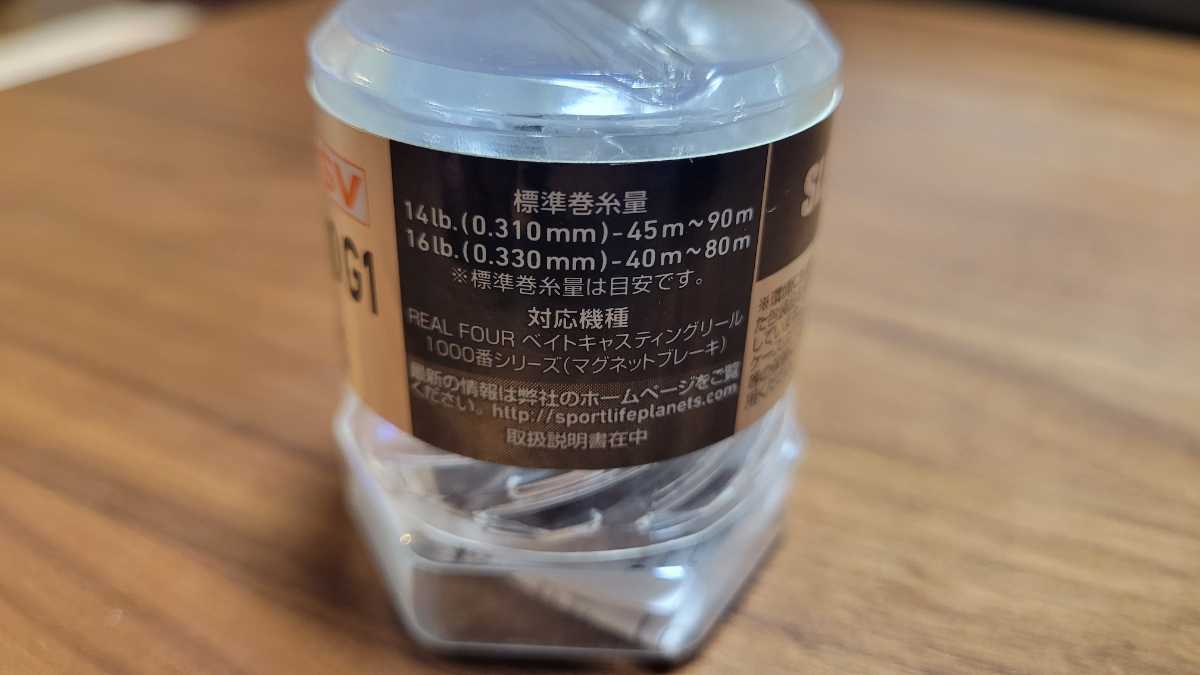 SV
G1
標準巻糸量
14lb.(0.310mm)-45m~90m
16lb.(0.330mm)-40m~80m
※標準巻糸量は目安です。
対応機種
REAL FOUR ベイトキャスティングリール
1000番シリーズ(マグネットブレーキ)
最新の情報は弊社のホームページをご覧
ください。http://sportlifeplanets.com
取扱説明書在中